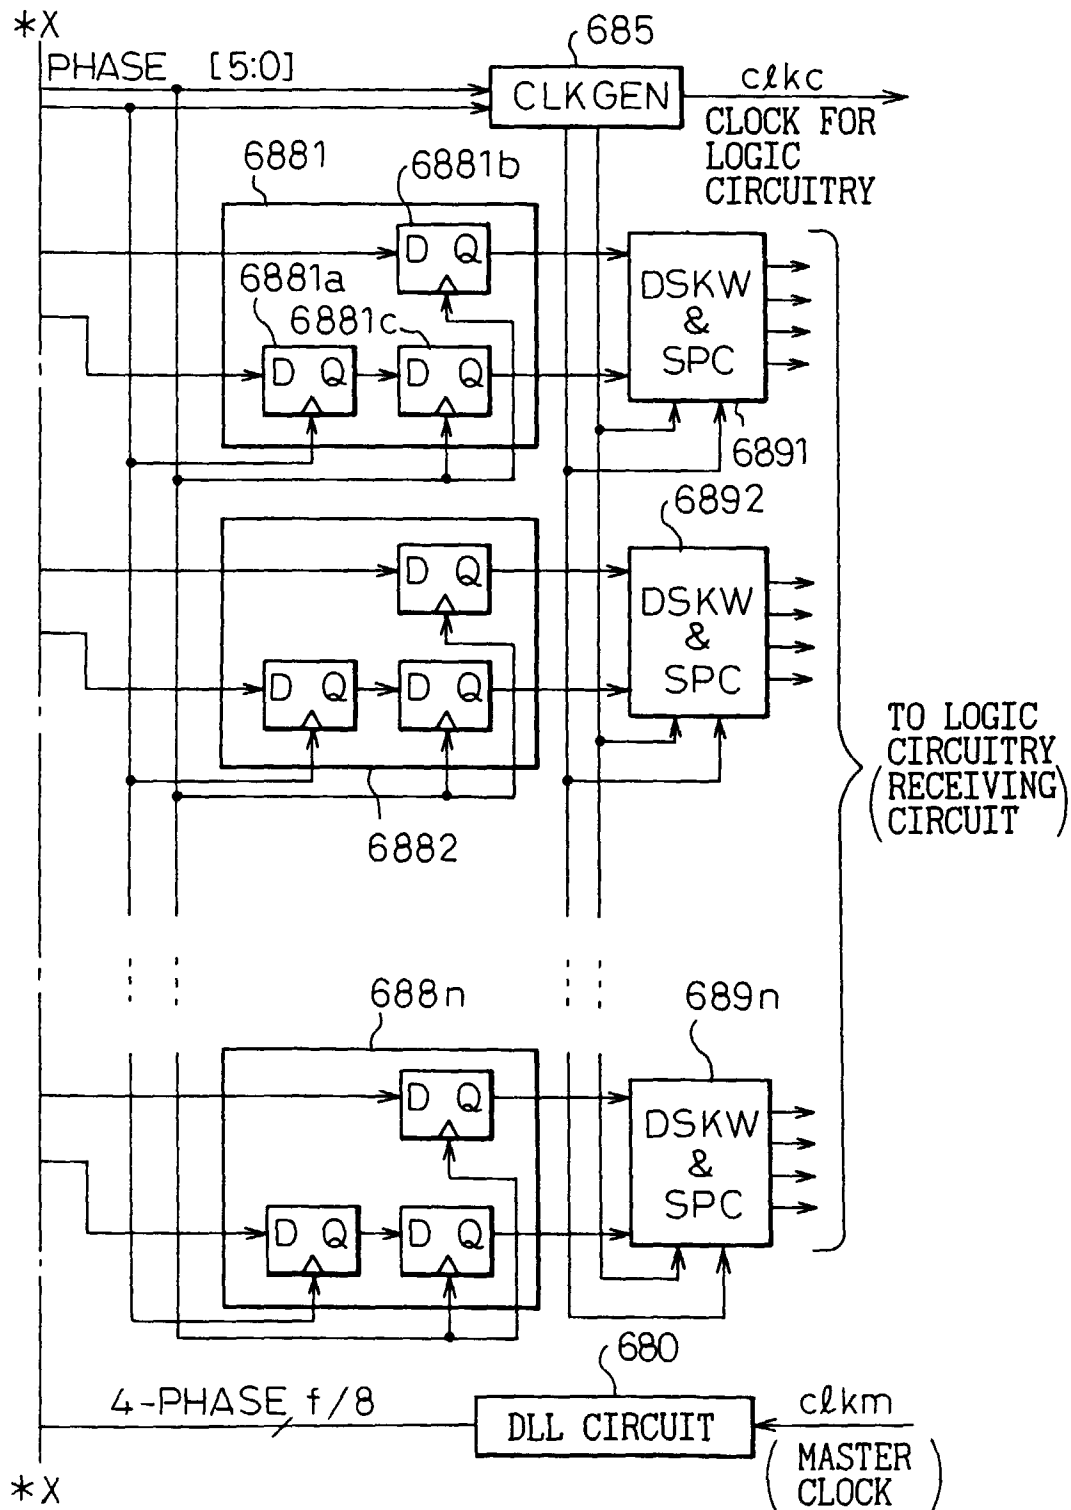 *X
685
PHASE [5:0]
CLKGEN
clkc
CLOCK FOR
LOGIC
CIRCUITRY
6881
6881b
D Q
6881a
6881c
D Q
D Q
DSKW
&
SPC
6891
6892
D Q
D Q
D Q
DSKW
&
SPC
6882
TO LOGIC
CIRCUITRY
(RECEIVING
CIRCUIT)
688n
689n
D Q
D Q
D Q
DSKW
&
SPC
680
4-PHASE f/8
DLL CIRCUIT
clkm
(MASTER
CLOCK)
*X